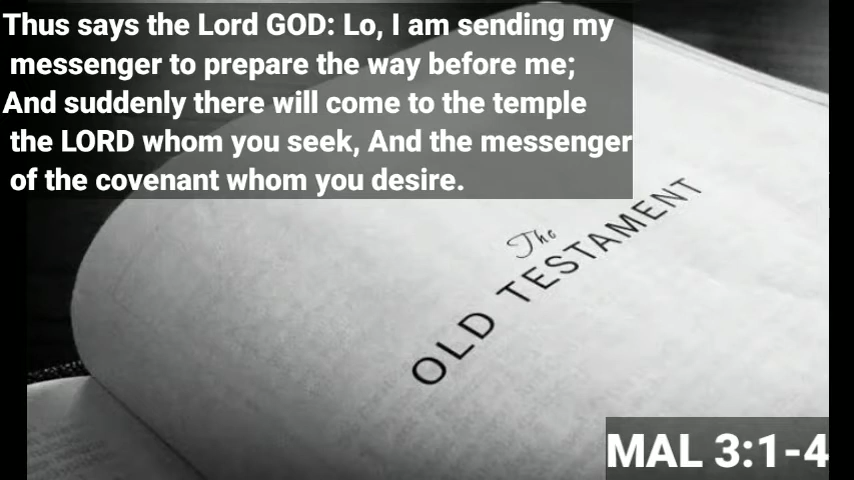 Thus says the Lord GOD: Lo, I am sending my
messenger to prepare the way before me;
And suddenly there will come to the temple
the LORD whom you seek, And the messenger
of the covenant whom you desire.
The
OLD TESTAMENT
MAL 3:1-4